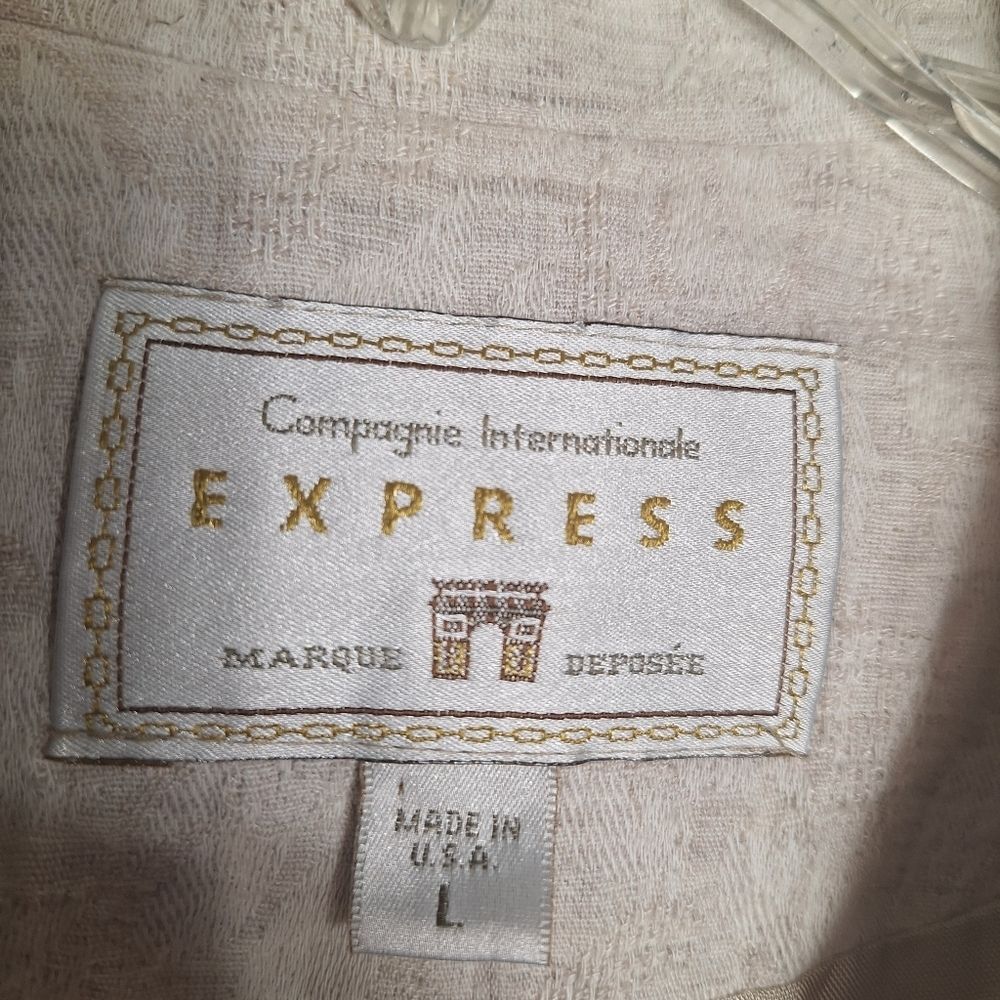 Compagnie Internationale
EXPRESS
MARQUE DEPOSÉE
MADE IN
U.S.A.
L